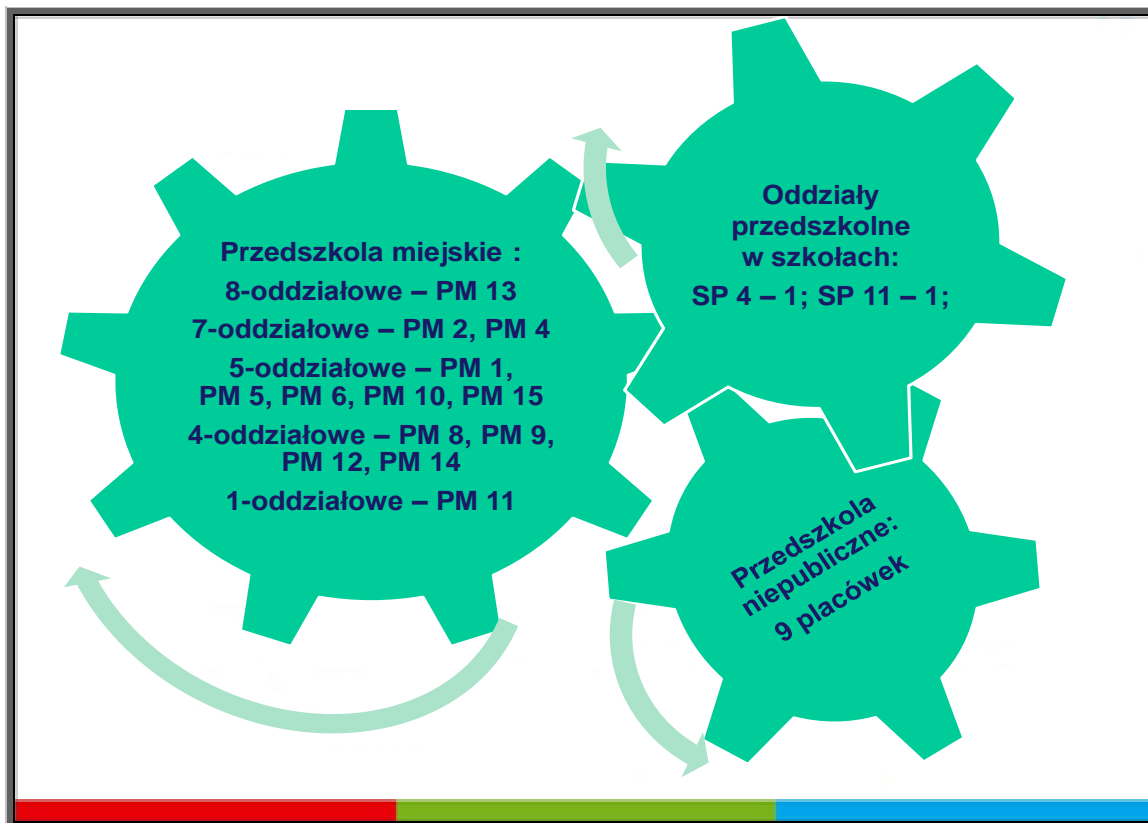 Przedszkola miejskie :
8-oddziałowe – PM 13
7-oddziałowe – PM 2, PM 4
5-oddziałowe – PM 1,
PM 5, PM 6, PM 10, PM 15
4-oddziałowe – PM 8, PM 9,
PM 12, PM 14
1-oddziałowe – PM 11
Oddziały
przedszkolne
w szkołach:
SP 4 – 1; SP 11 – 1;
Przedszkola
niepubliczne:
9 placówek